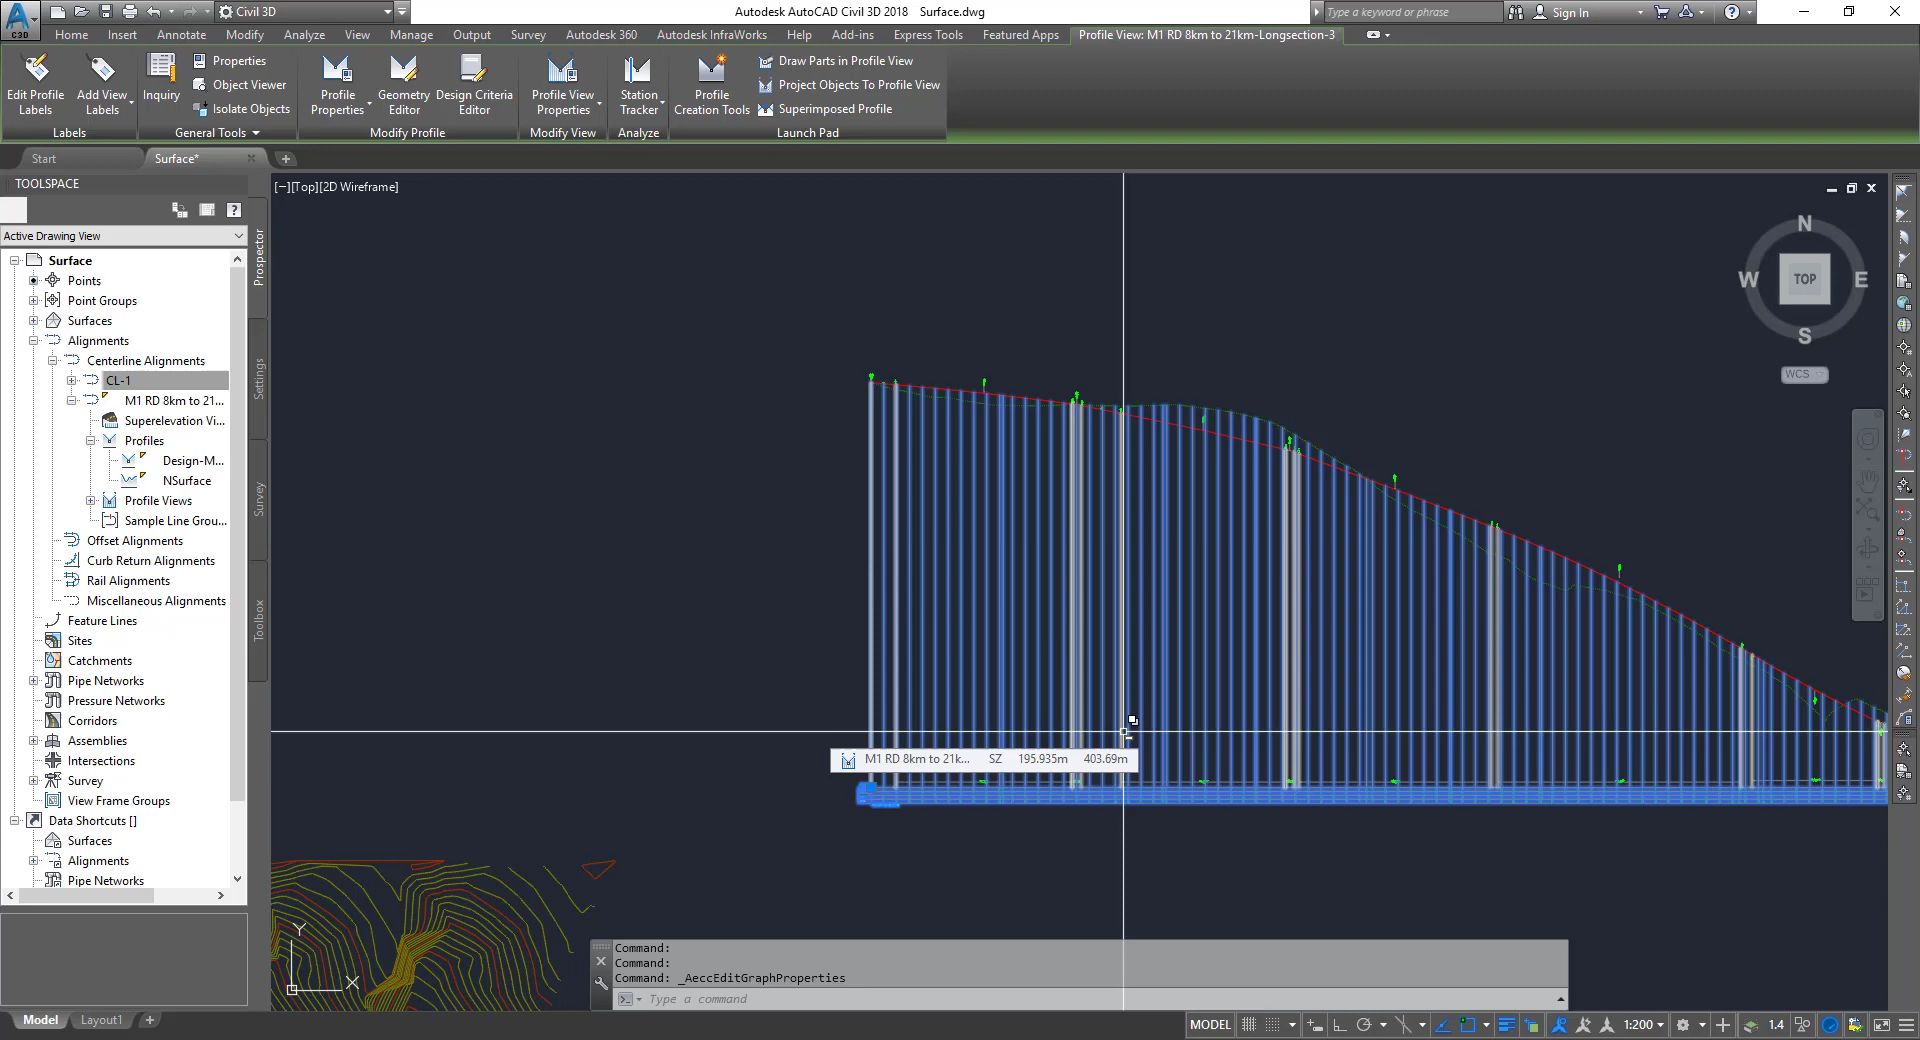 A
C3D
Civil 3D
Autodesk AutoCAD Civil 3D 2018 Surface.dwg
Type a keyword or phrase
Sign In
Home
Insert
Annotate
Modify
Analyze
View
Manage
Output
Survey
Autodesk 360
Autodesk InfraWorks
Help
Add-ins
Express Tools
Featured Apps
Profile View: M1 RD 8km to 21km-Longsection-3
Edit Profile
Labels
Add View
Labels
Labels
Inquiry
Properties
Object Viewer
Isolate Objects
General Tools
Profile
Properties
Geometry
Editor
Design Criteria
Editor
Modify Profile
Profile View
Properties
Modify View
Station
Tracker
Analyze
Profile
Creation Tools
Draw Parts in Profile View
Project Objects To Profile View
Superimposed Profile
Launch Pad
Start
Surface*
TOOLSPACE
Active Drawing View
Surface
Points
Point Groups
Surfaces
Alignments
Centerline Alignments
CL-1
M1 RD 8km to 21...
Superelevation Vi...
Profiles
Design-M...
NSurface
Profile Views
Sample Line Grou...
Offset Alignments
Curb Return Alignments
Rail Alignments
Miscellaneous Alignments
Feature Lines
Sites
Catchments
Pipe Networks
Pressure Networks
Corridors
Assemblies
Intersections
Survey
View Frame Groups
Data Shortcuts []
Surfaces
Alignments
Pipe Networks
Prospector
Settings
Survey
Toolbox
[−][Top][2D Wireframe]
N
W
TOP
E
S
WCS
M1 RD 8km to 21k... SZ 195.935m 403.69m
Y
X
Command:
Command:
Command: _AeccEditGraphProperties
Type a command
Model
Layout1
MODEL
1:200
1.4